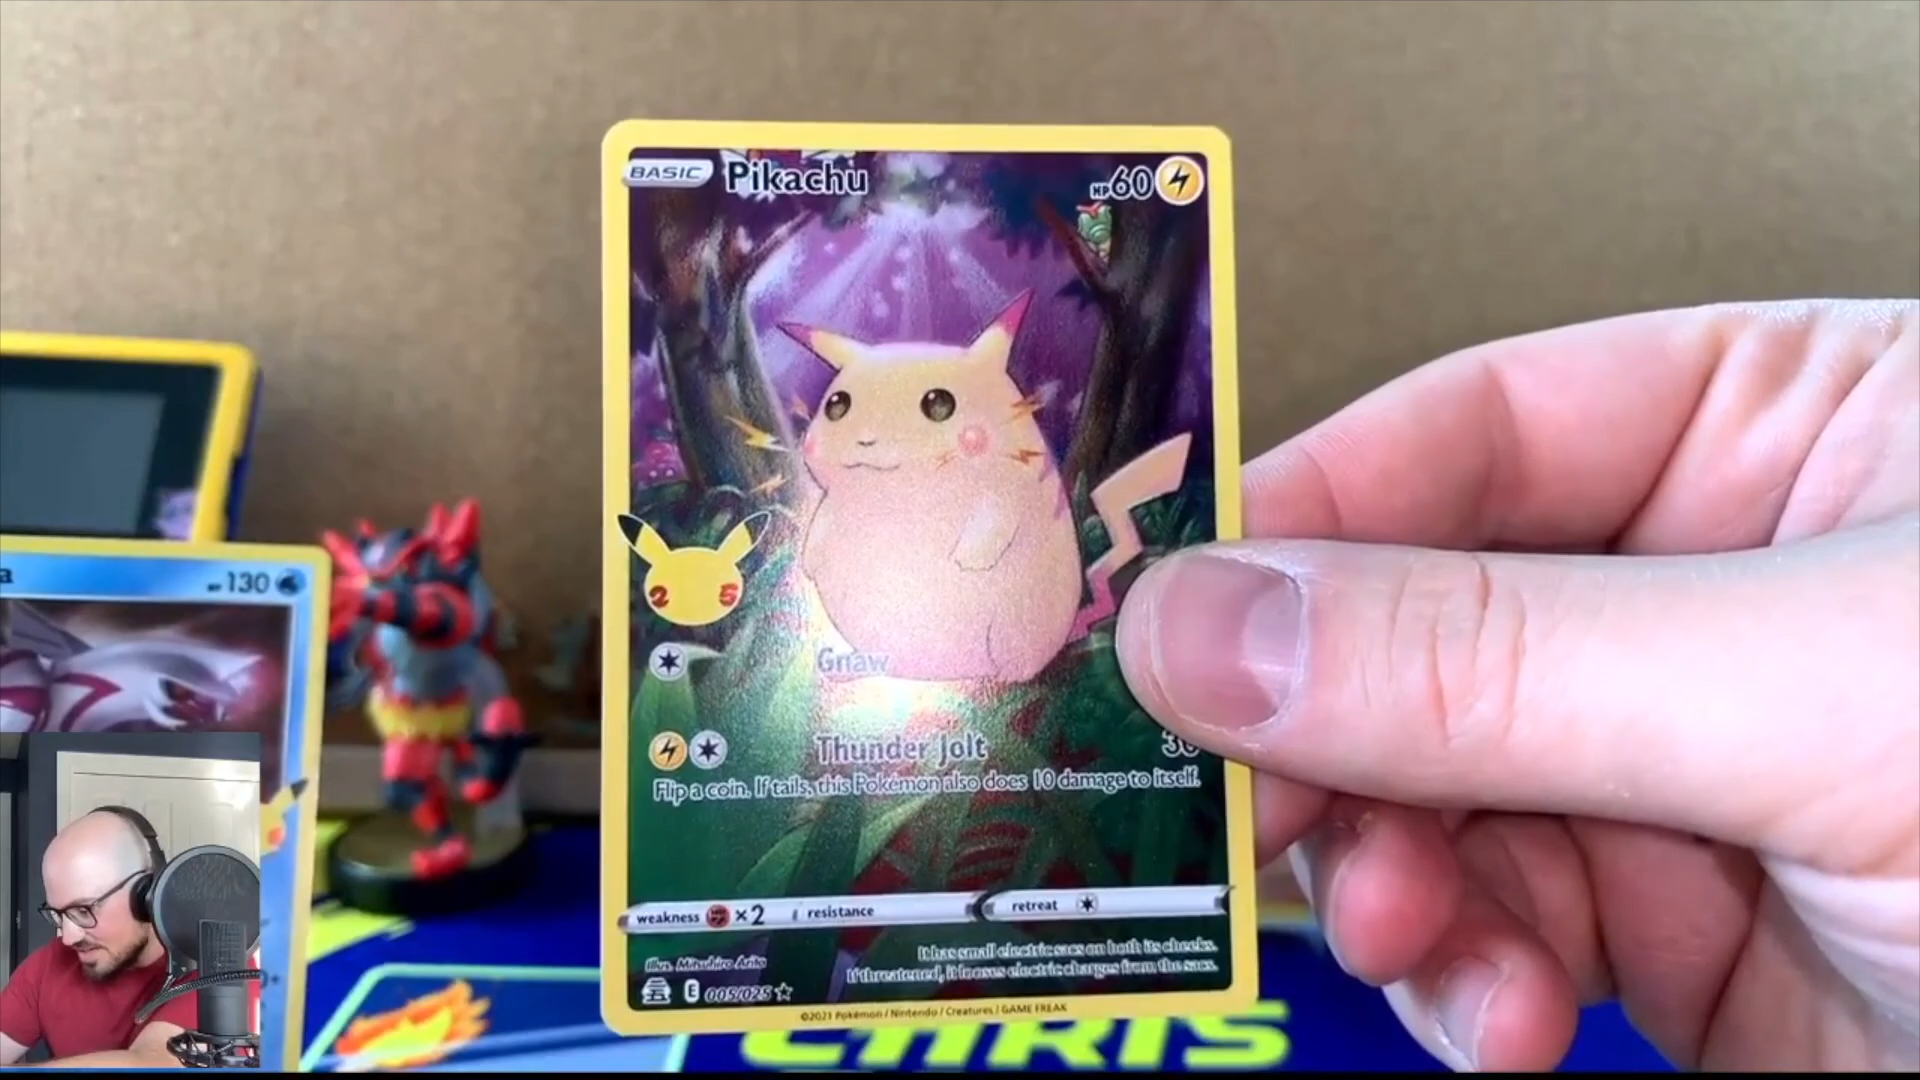 BASIC Pikachu HP60
130
2 5
Gnaw
Thunder Jolt 30
Flip a coin. If tails, this Pokémon also does 10 damage to itself.
weakness ×2 resistance retreat
It has small electric sacs on both its cheeks.
If threatened, it looses electric charges from the sacs.
Illus. Mitsuhiro Arita
E 005/025
©2021 Pokémon / Nintendo / Creatures / GAME FREAK
CHRIS